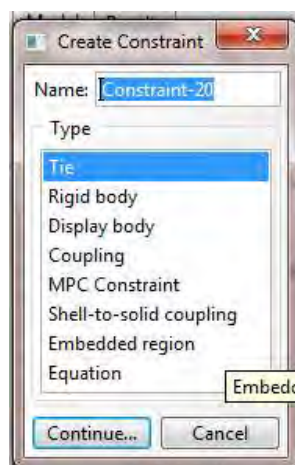 Create Constraint
Name: Constraint-20
Type
Tie
Rigid body
Display body
Coupling
MPC Constraint
Shell-to-solid coupling
Embedded region
Equation
Continue...
Cancel